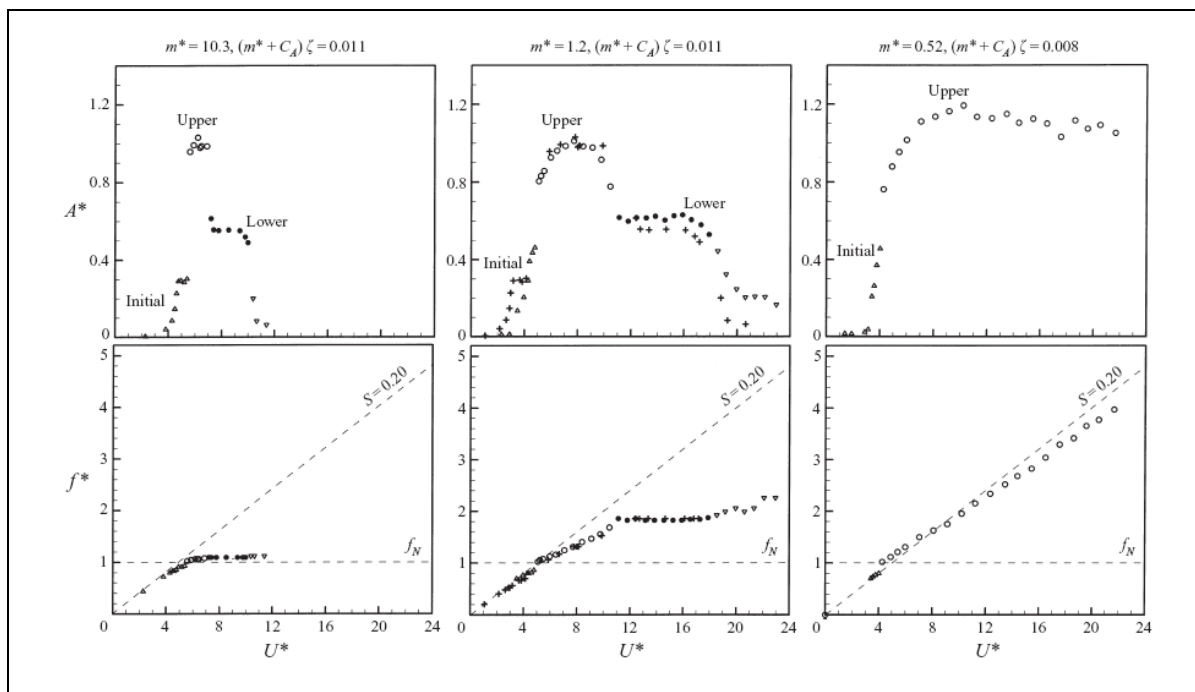 m* = 10.3, (m* + C_A) ζ = 0.011
m* = 1.2, (m* + C_A) ζ = 0.011
m* = 0.52, (m* + C_A) ζ = 0.008
A*
1.2
0.8
0.4
0
Upper
Lower
Initial
1.2
0.8
0.4
0
Upper
Lower
Initial
1.2
0.8
0.4
0
Upper
Initial
f*
5
4
3
2
1
S = 0.20
f_N
0 4 8 12 16 20 24
U*
5
4
3
2
1
S = 0.20
f_N
0 4 8 12 16 20 24
U*
5
4
3
2
1
0
S = 0.20
f_N
0 4 8 12 16 20 24
U*